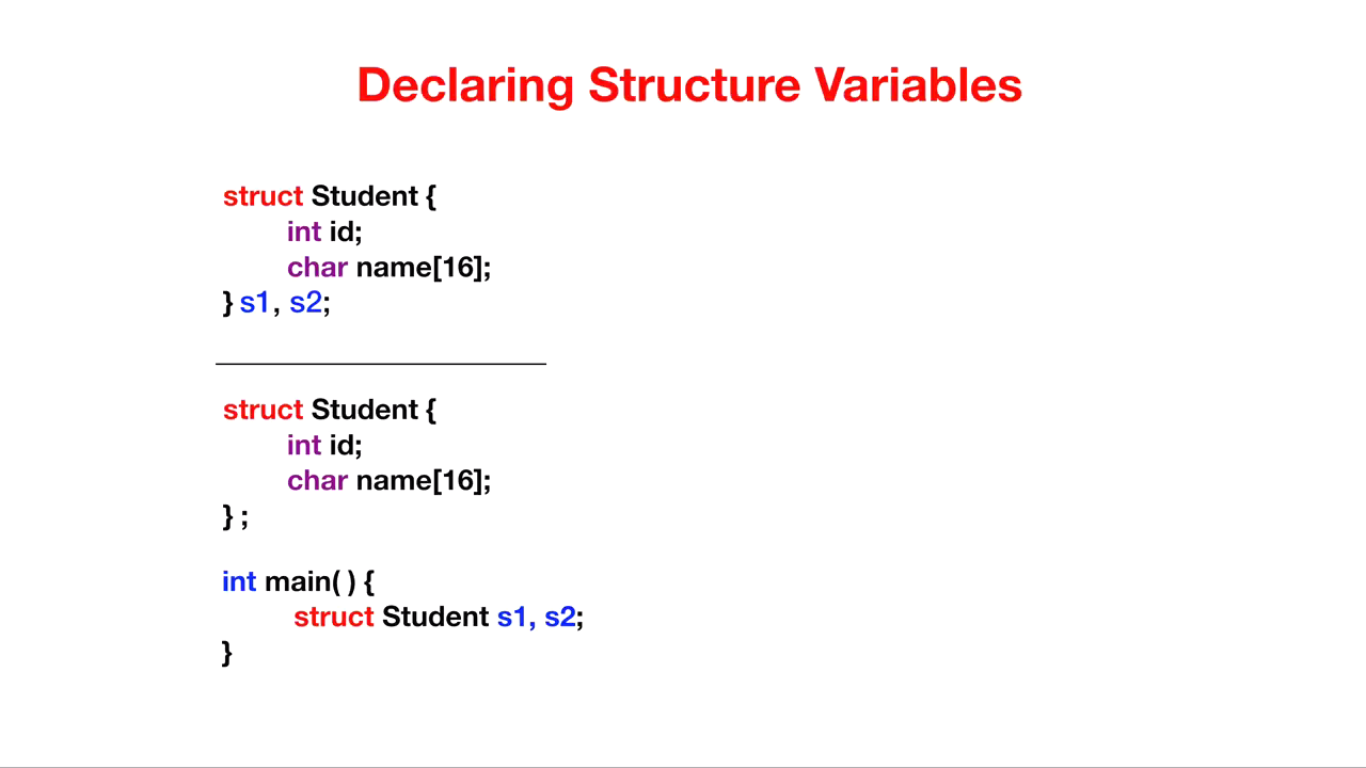 Declaring Structure Variables
struct Student {
int id;
char name[16];
} s1, s2;
struct Student {
int id;
char name[16];
} ;
int main( ) {
struct Student s1, s2;
}